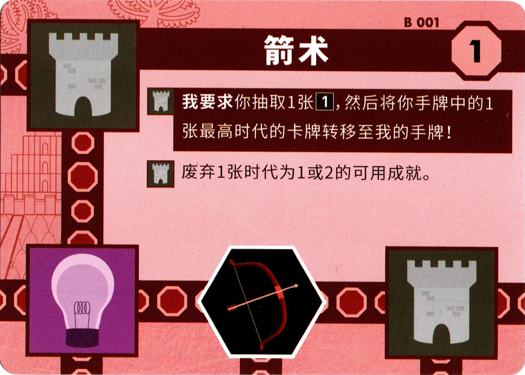 B 001
箭术
1
我要求你抽取1张1,然后将你手牌中的1
张最高时代的卡牌转移至我的手牌!
废弃1张时代为1或2的可用成就。